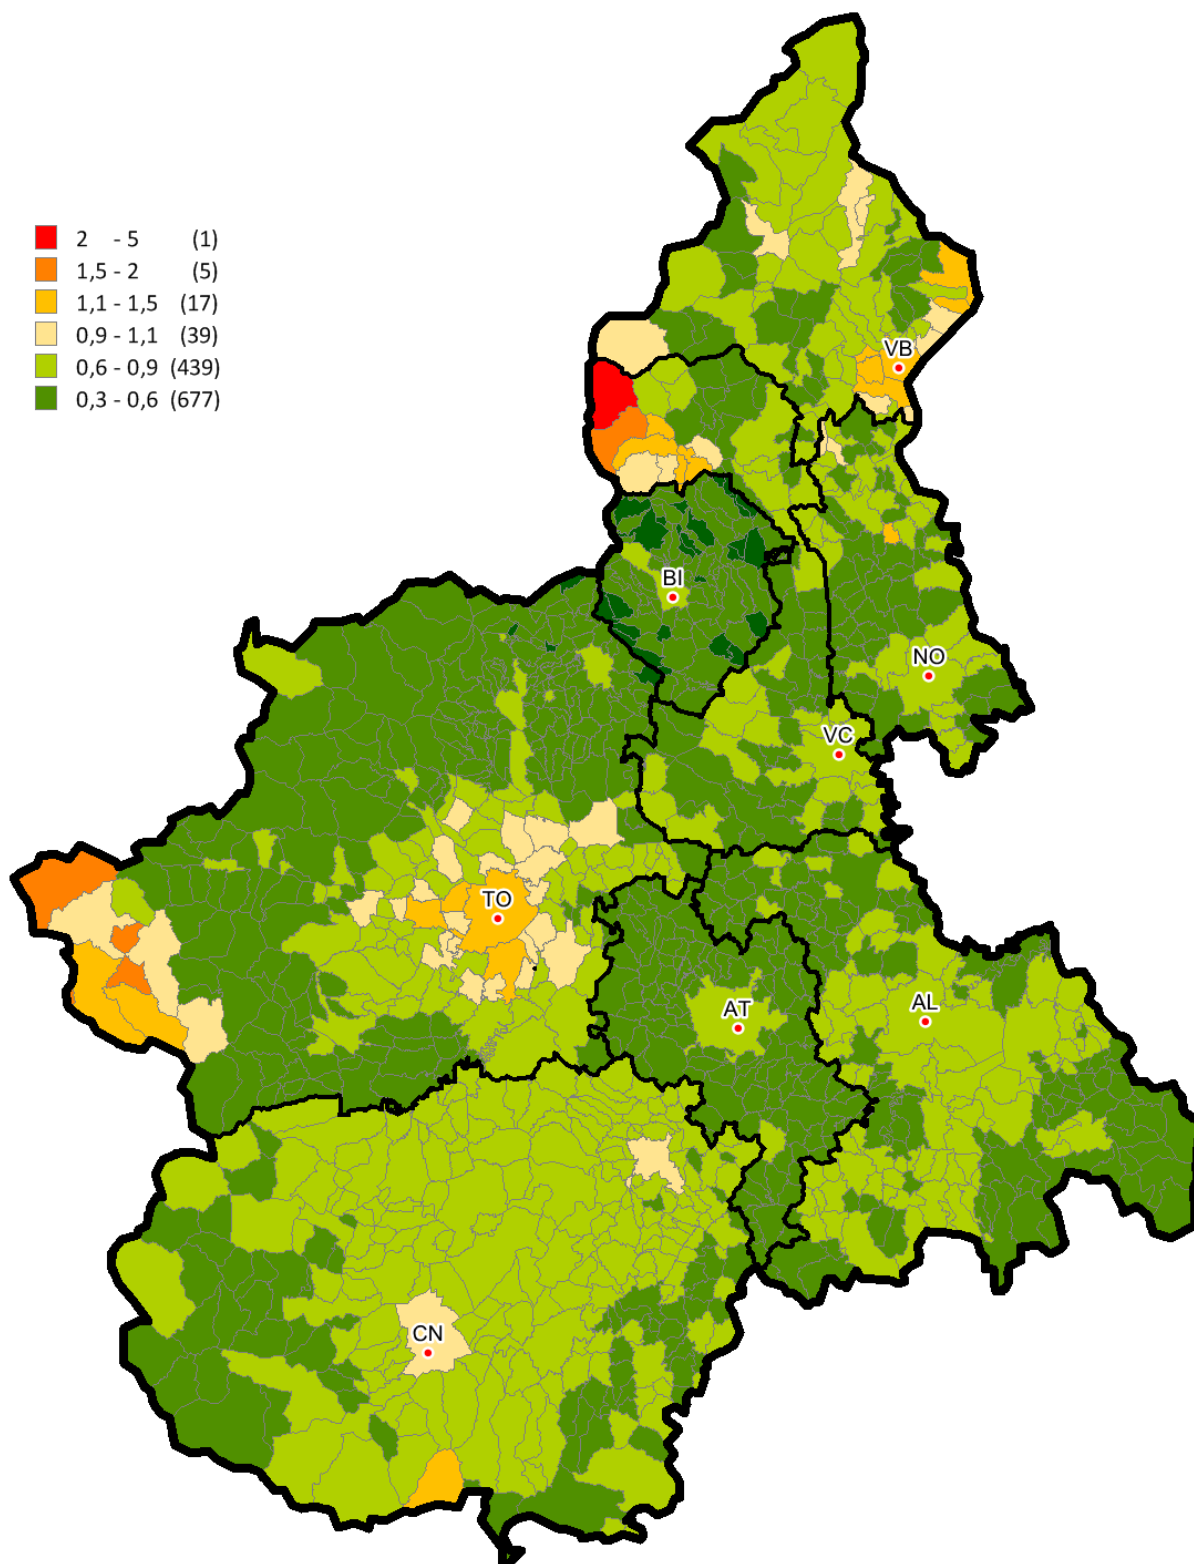 2 - 5 (1)
1,5 - 2 (5)
1,1 - 1,5 (17)
0,9 - 1,1 (39)
0,6 - 0,9 (439)
0,3 - 0,6 (677)
VB
BI
NO
VC
TO
AT
AL
CN